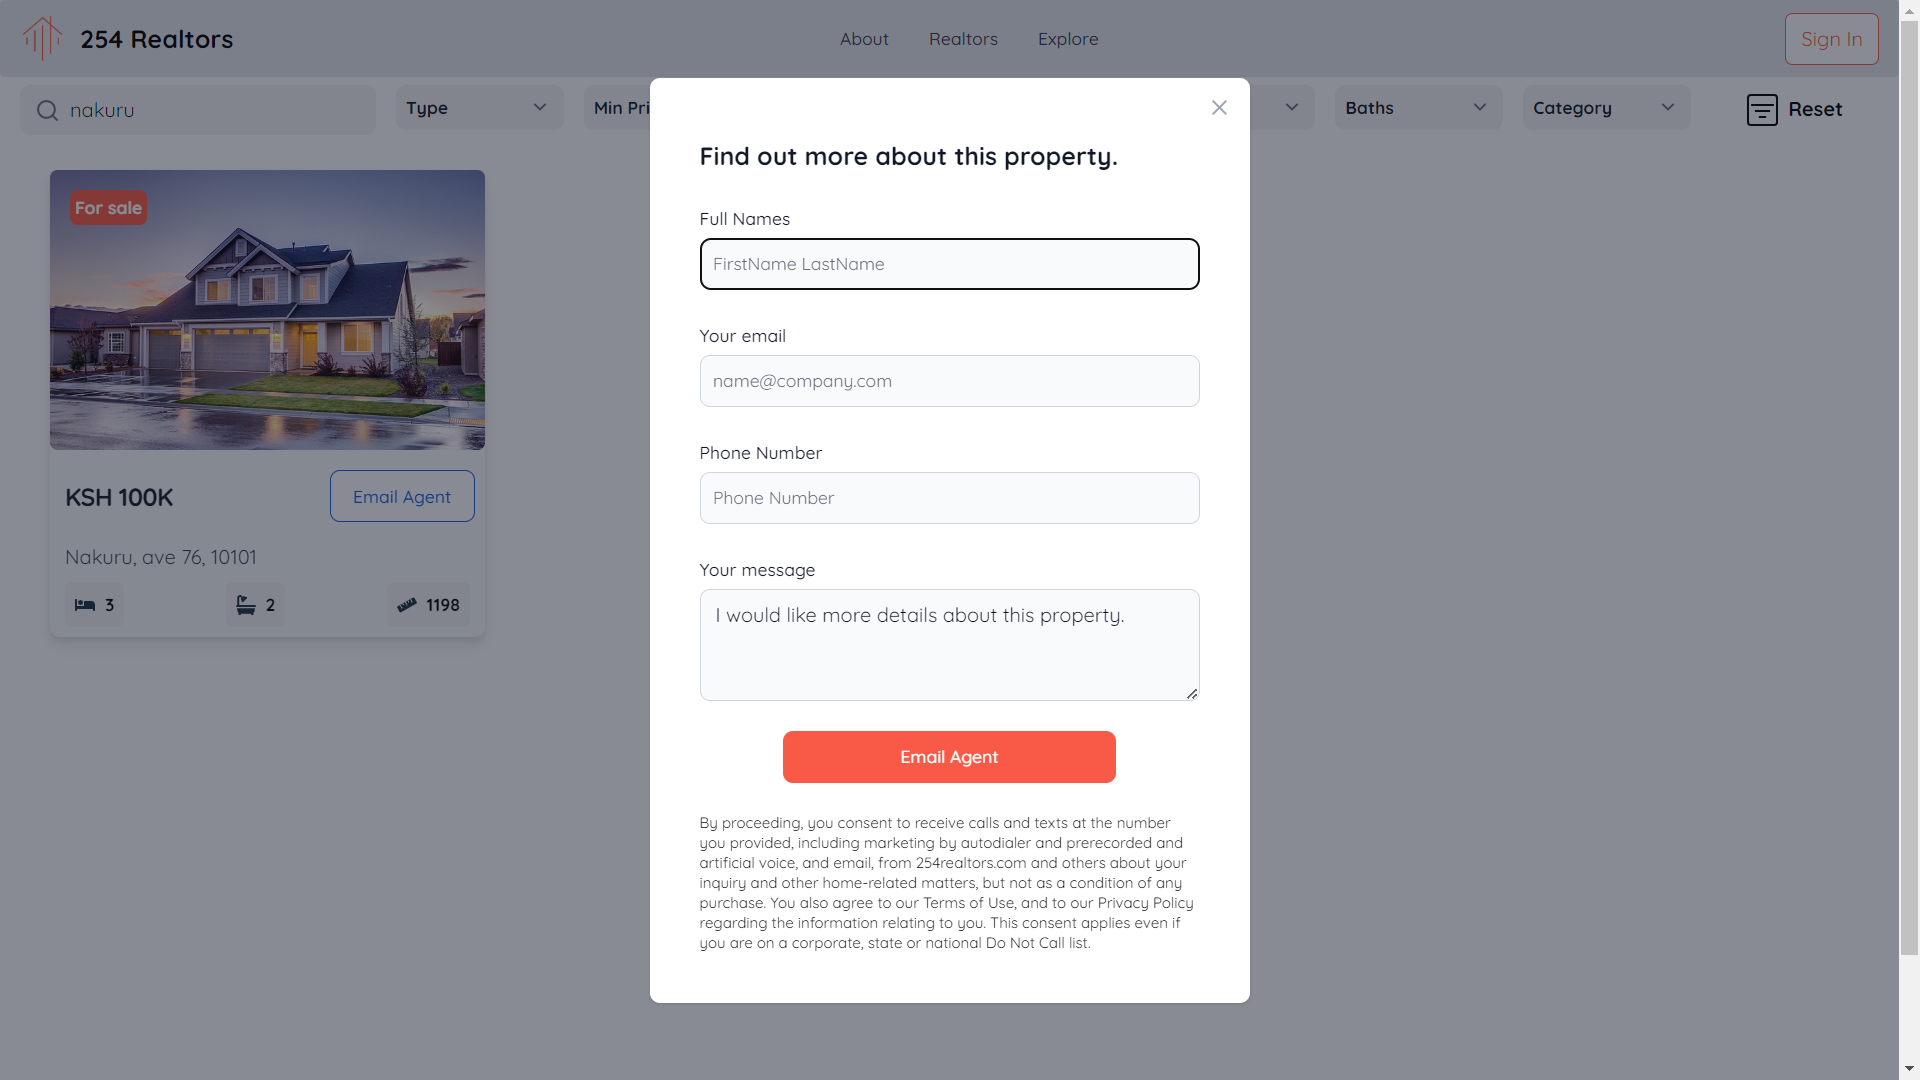 254 Realtors
About
Realtors
Explore
Sign In
nakuru
Type
Min Pri
Baths
Category
Reset
For sale
KSH 100K
Email Agent
Nakuru, ave 76, 10101
3
2
1198
Find out more about this property.
Full Names
FirstName LastName
Your email
name@company.com
Phone Number
Phone Number
Your message
I would like more details about this property.
Email Agent
By proceeding, you consent to receive calls and texts at the number
you provided, including marketing by autodialer and prerecorded and
artificial voice, and email, from 254realtors.com and others about your
inquiry and other home-related matters, but not as a condition of any
purchase. You also agree to our Terms of Use, and to our Privacy Policy
regarding the information relating to you. This consent applies even if
you are on a corporate, state or national Do Not Call list.